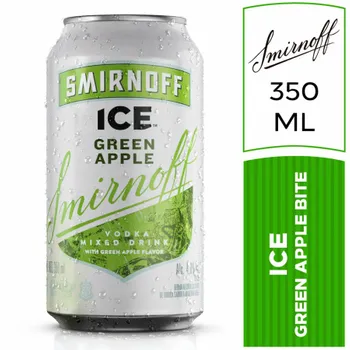 SMIRNOFF
ICE
GREEN
APPLE
Smirnoff
VODKA
MIXED DRINK
WITH GREEN APPLE FLAVOR
Smirnoff
350
ML
ICE
GREEN APPLE BITE